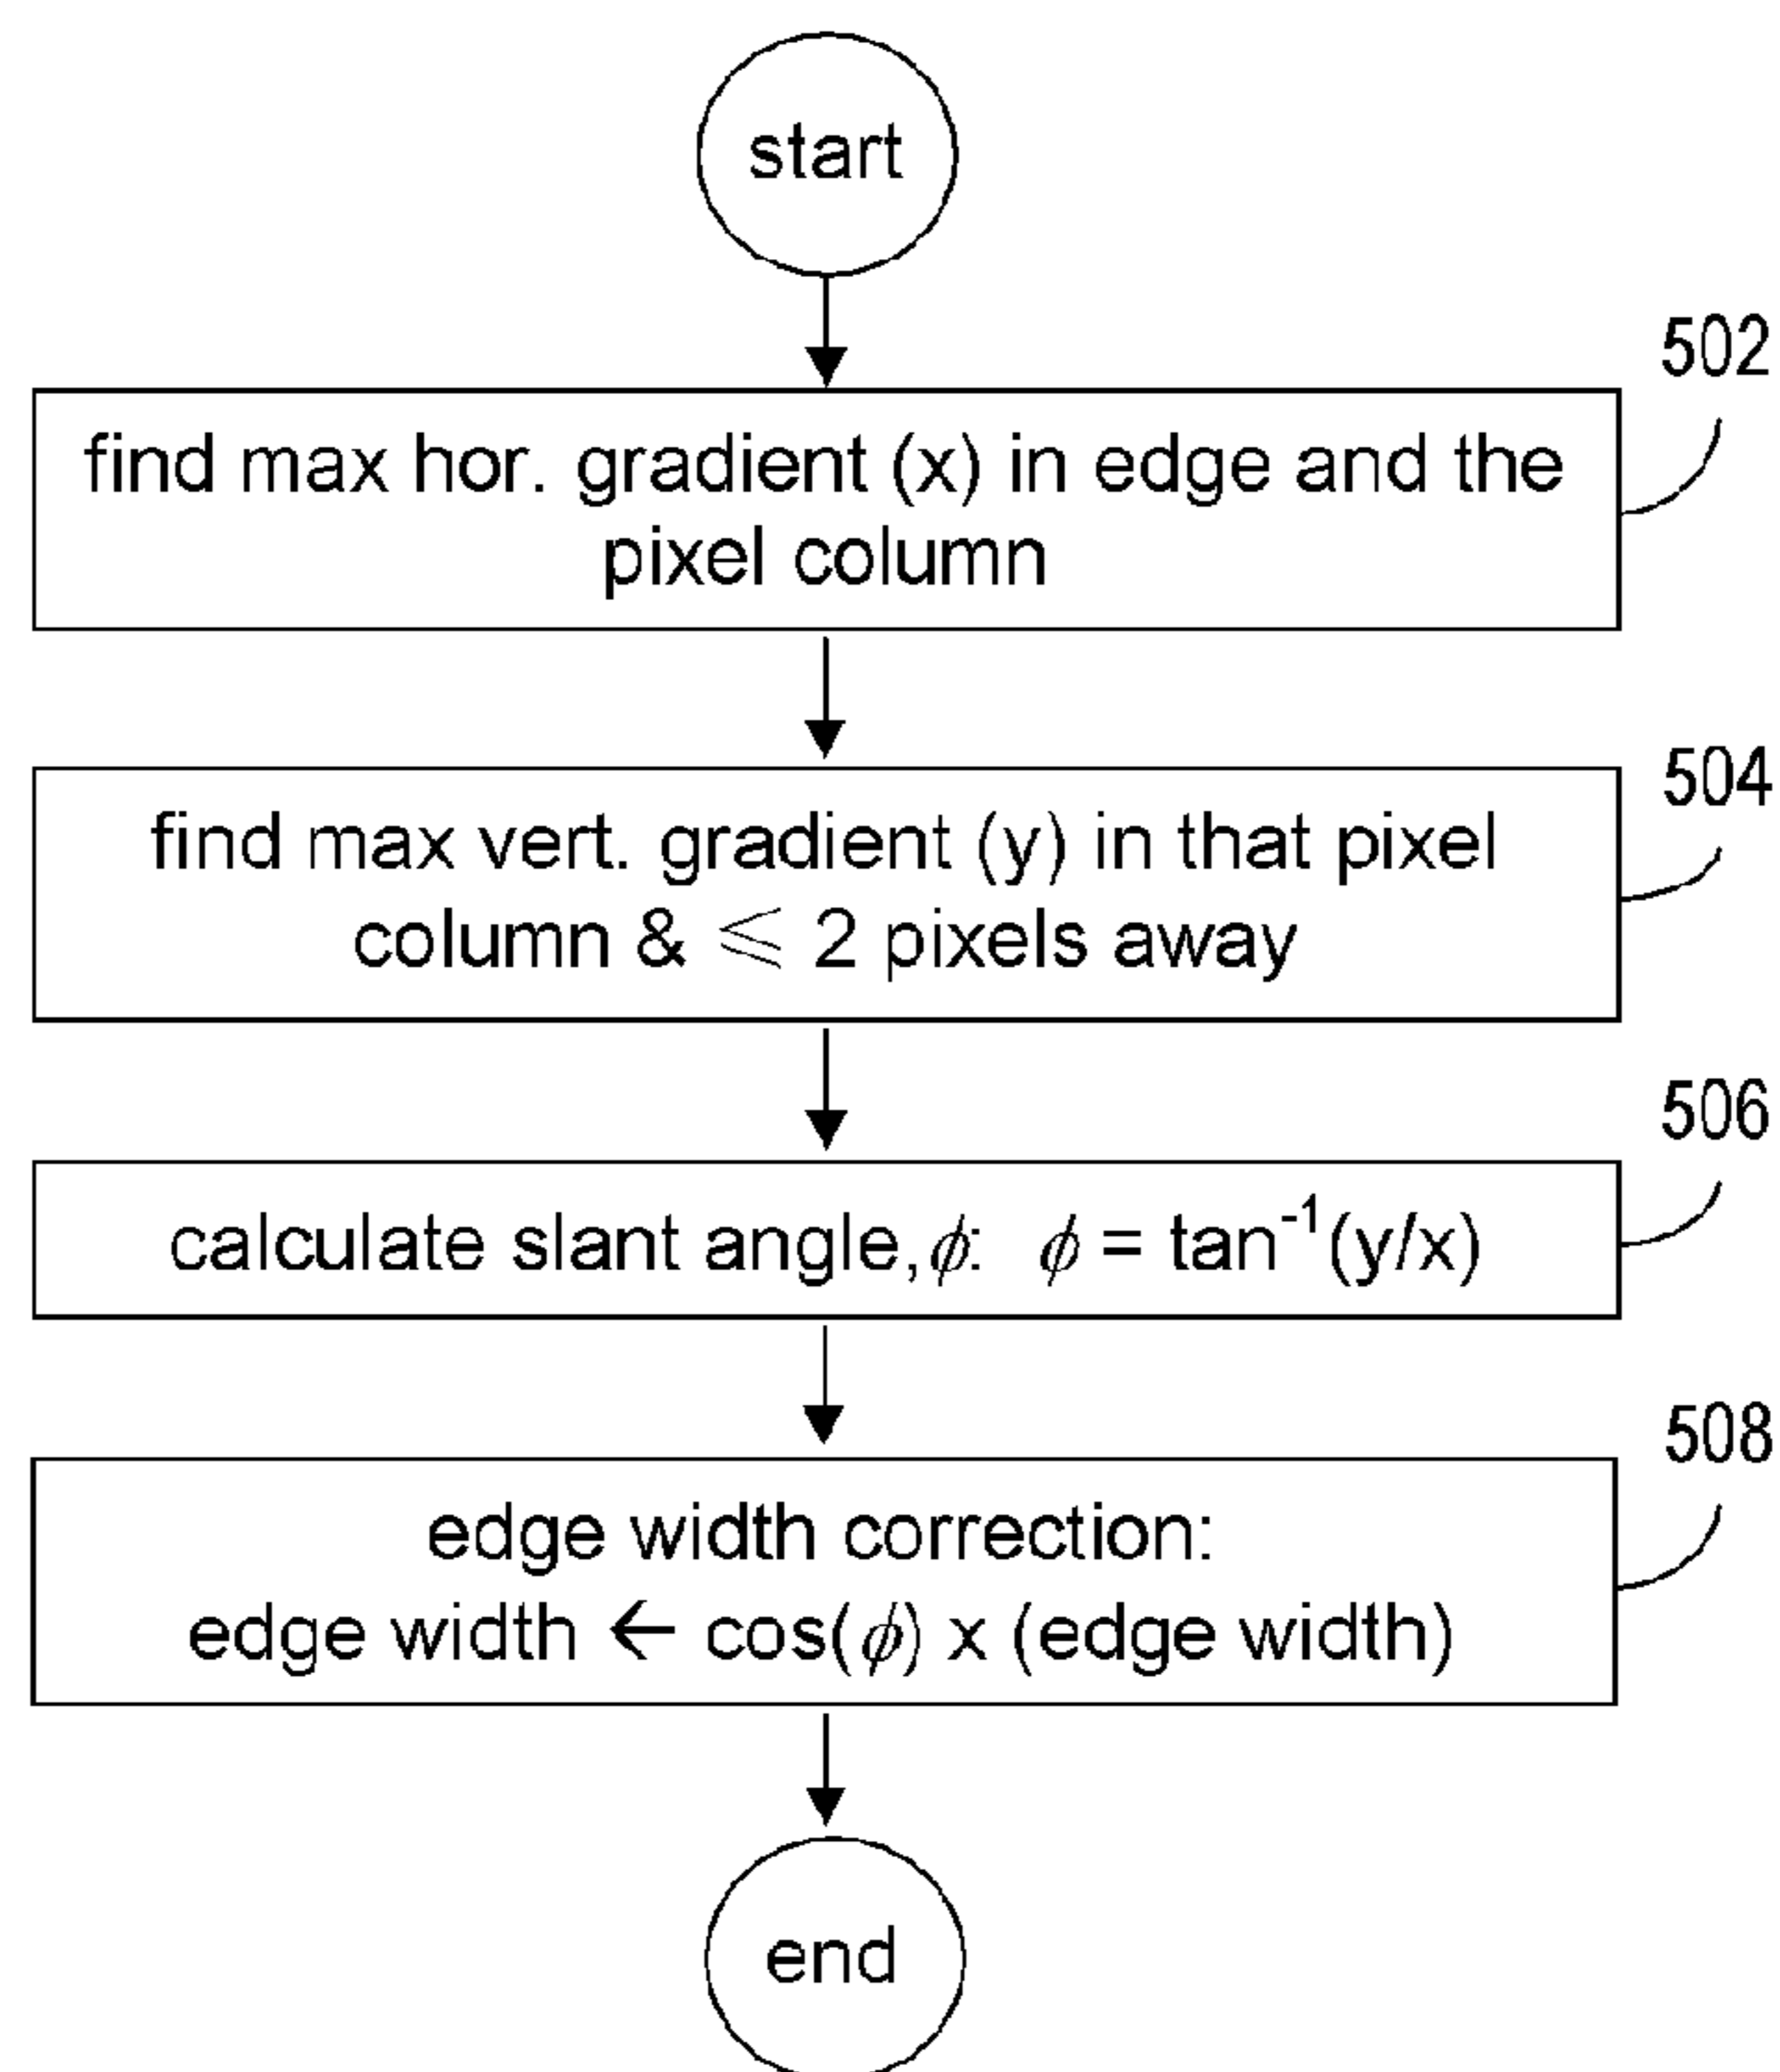 start
502
find max hor. gradient (x) in edge and the
pixel column
504
find max vert. gradient (y) in that pixel
column & ⩽ 2 pixels away
506
calculate slant angle, ϕ: ϕ = tan⁻¹(y/x)
508
edge width correction:
edge width ← cos(ϕ) x (edge width)
end